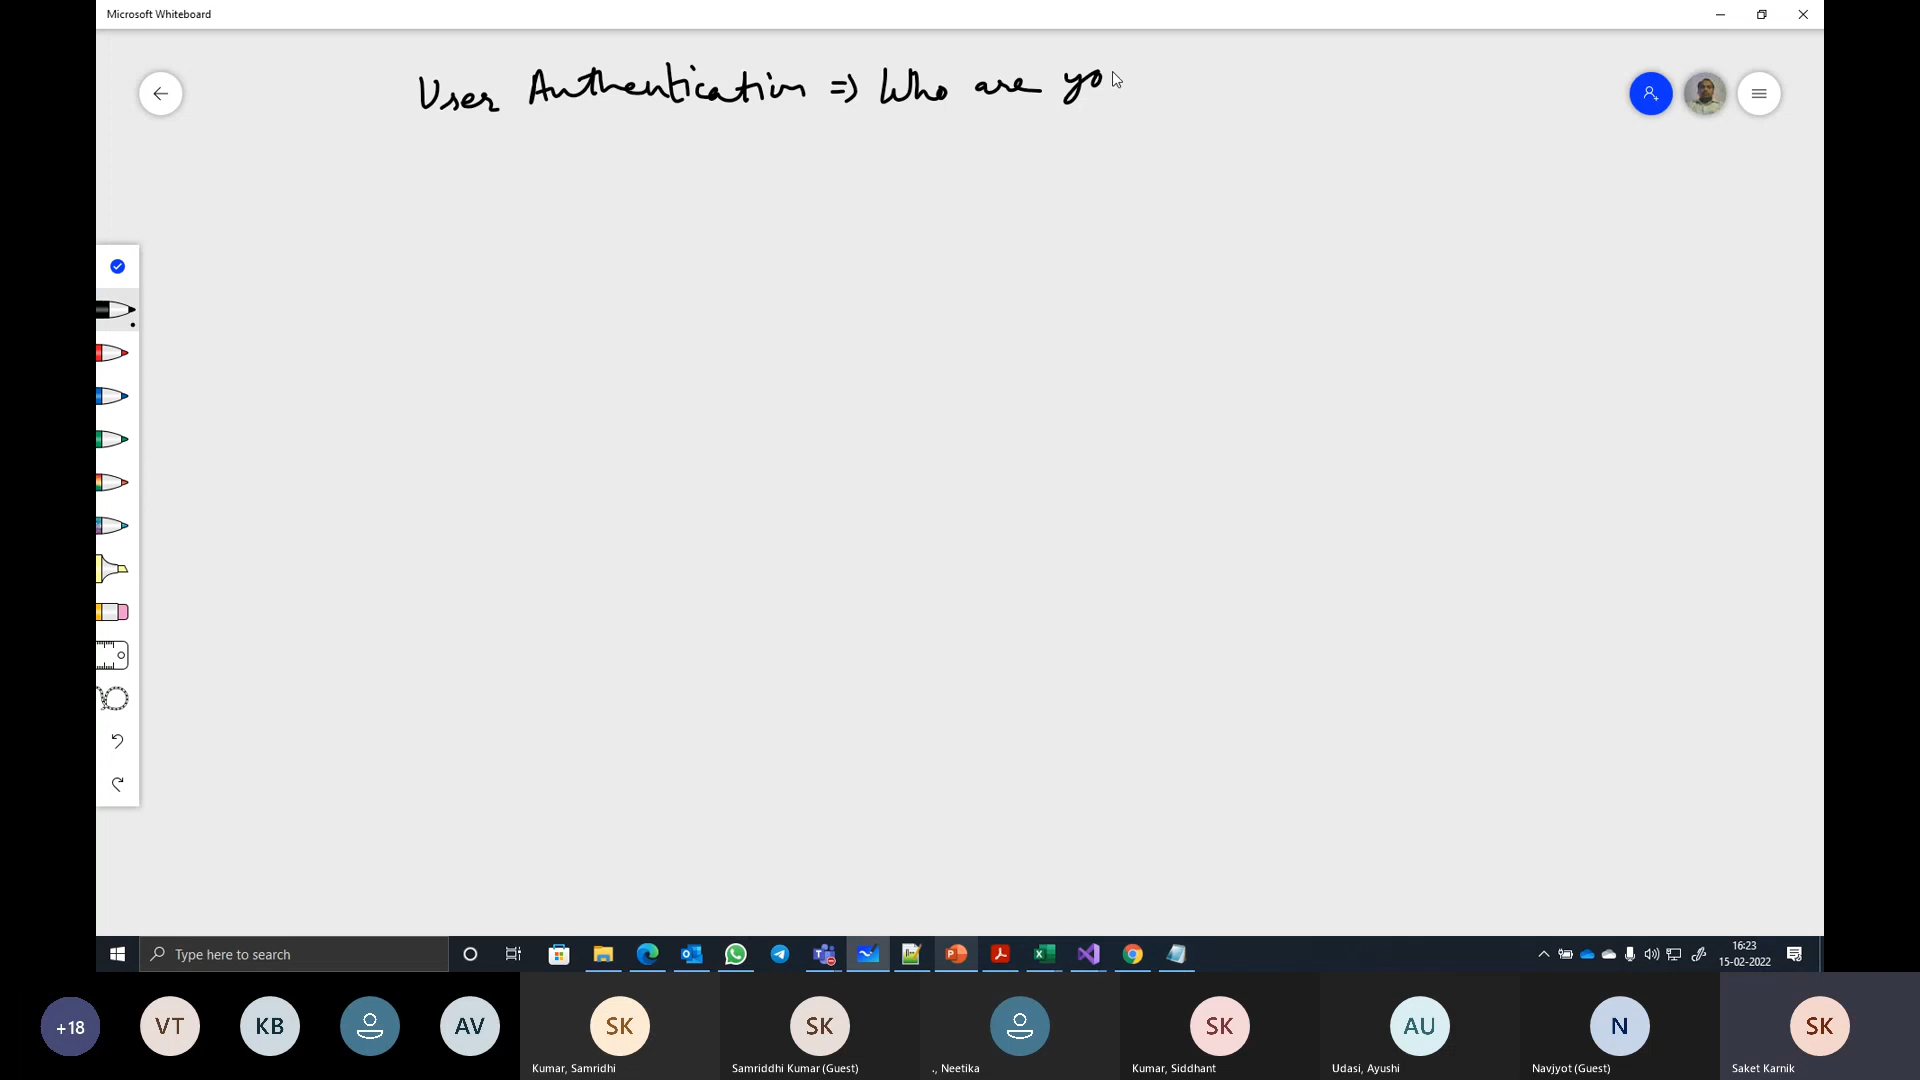 Microsoft Whiteboard
User Authentication => Who are yo
Type here to search
16:23
15-02-2022
+18
VT
KB
AV
SK
SK
SK
AU
N
SK
Kumar, Samridhi
Samriddhi Kumar (Guest)
., Neetika
Kumar, Siddhant
Udasi, Ayushi
Navjyot (Guest)
Saket Karnik